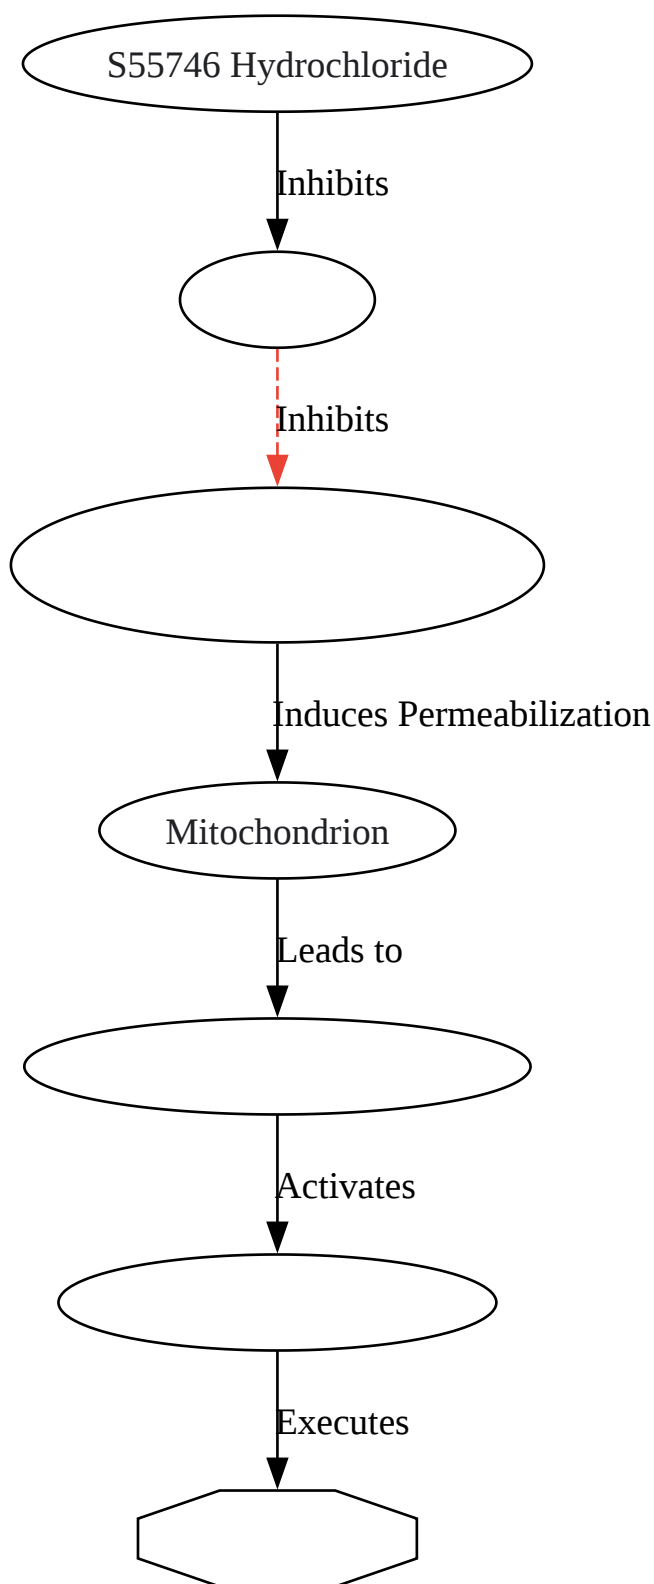 S55746 Hydrochloride
Inhibits
Inhibits
Induces Permeabilization
Mitochondrion
Leads to
Activates
Executes